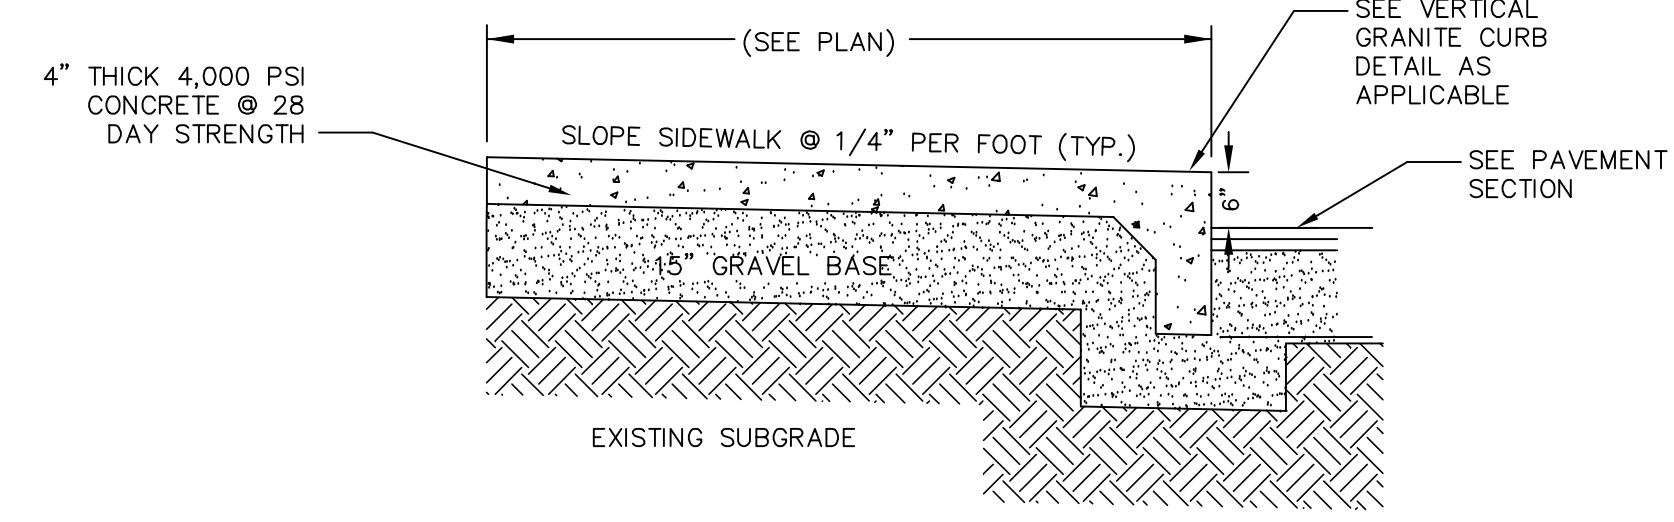 SEE VERTICAL
GRANITE CURB
DETAIL AS
APPLICABLE
(SEE PLAN)
4" THICK 4,000 PSI
CONCRETE @ 28
DAY STRENGTH
SLOPE SIDEWALK @ 1/4" PER FOOT (TYP.)
SEE PAVEMENT
SECTION
6"
15" GRAVEL BASE
EXISTING SUBGRADE